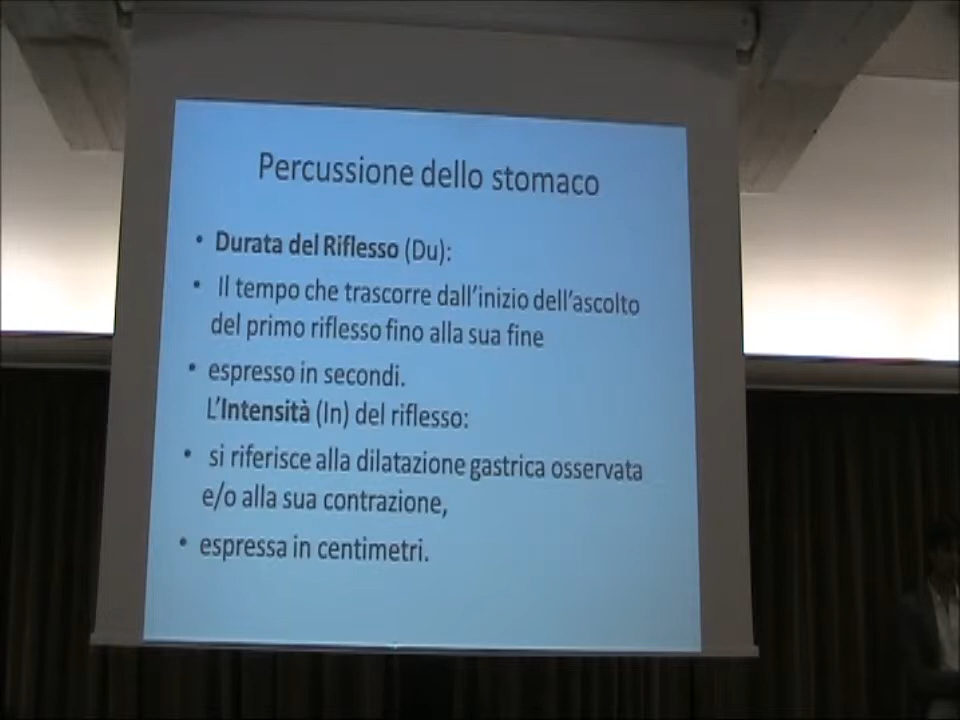 Percussione dello stomaco
• Durata del Riflesso (Du):
• Il tempo che trascorre dall'inizio dell'ascolto
del primo riflesso fino alla sua fine
• espresso in secondi.
L'Intensità (In) del riflesso:
• si riferisce alla dilatazione gastrica osservata
e/o alla sua contrazione,
• espressa in centimetri.